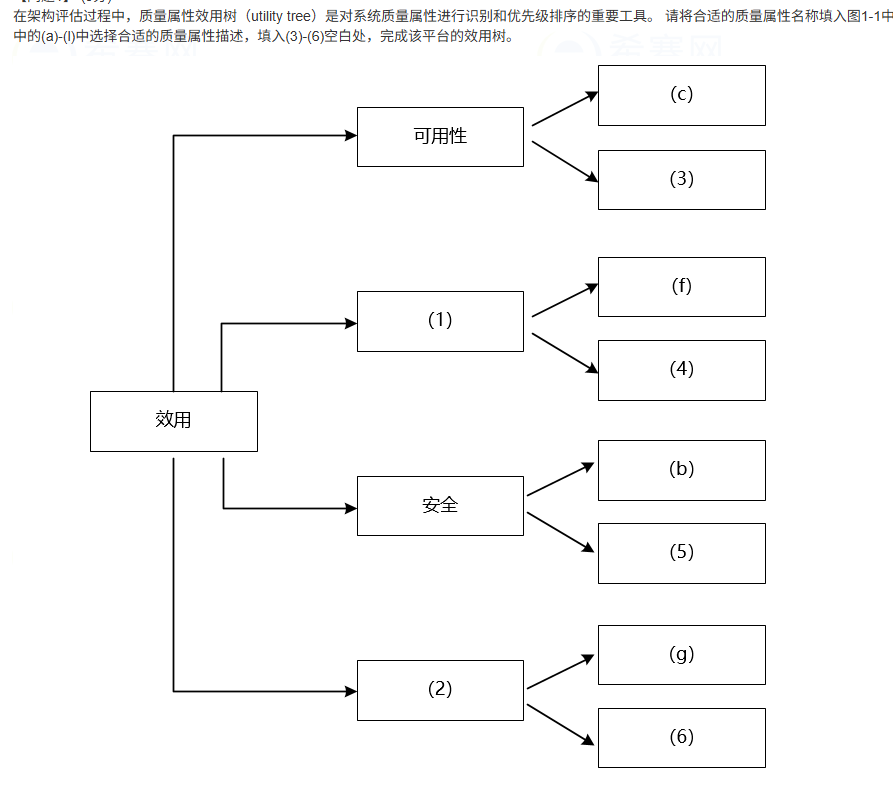 在架构评估过程中，质量属性效用树（utility tree）是对系统质量属性进行识别和优先级排序的重要工具。 请将合适的质量属性名称填入图1-1中
中的(a)-(l)中选择合适的质量属性描述，填入(3)-(6)空白处，完成该平台的效用树。
(c)
可用性
(3)
(f)
(1)
(4)
效用
(b)
安全
(5)
(g)
(2)
(6)